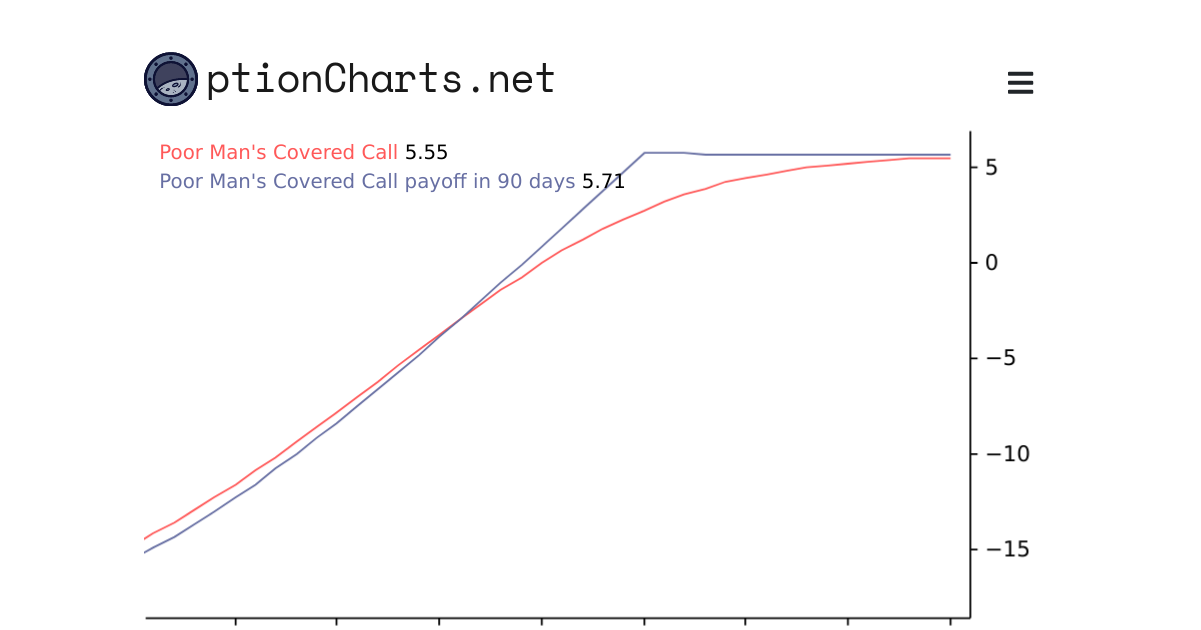 ptionCharts.net
Poor Man's Covered Call 5.55
Poor Man's Covered Call payoff in 90 days 5.71
5
0
−5
−10
−15